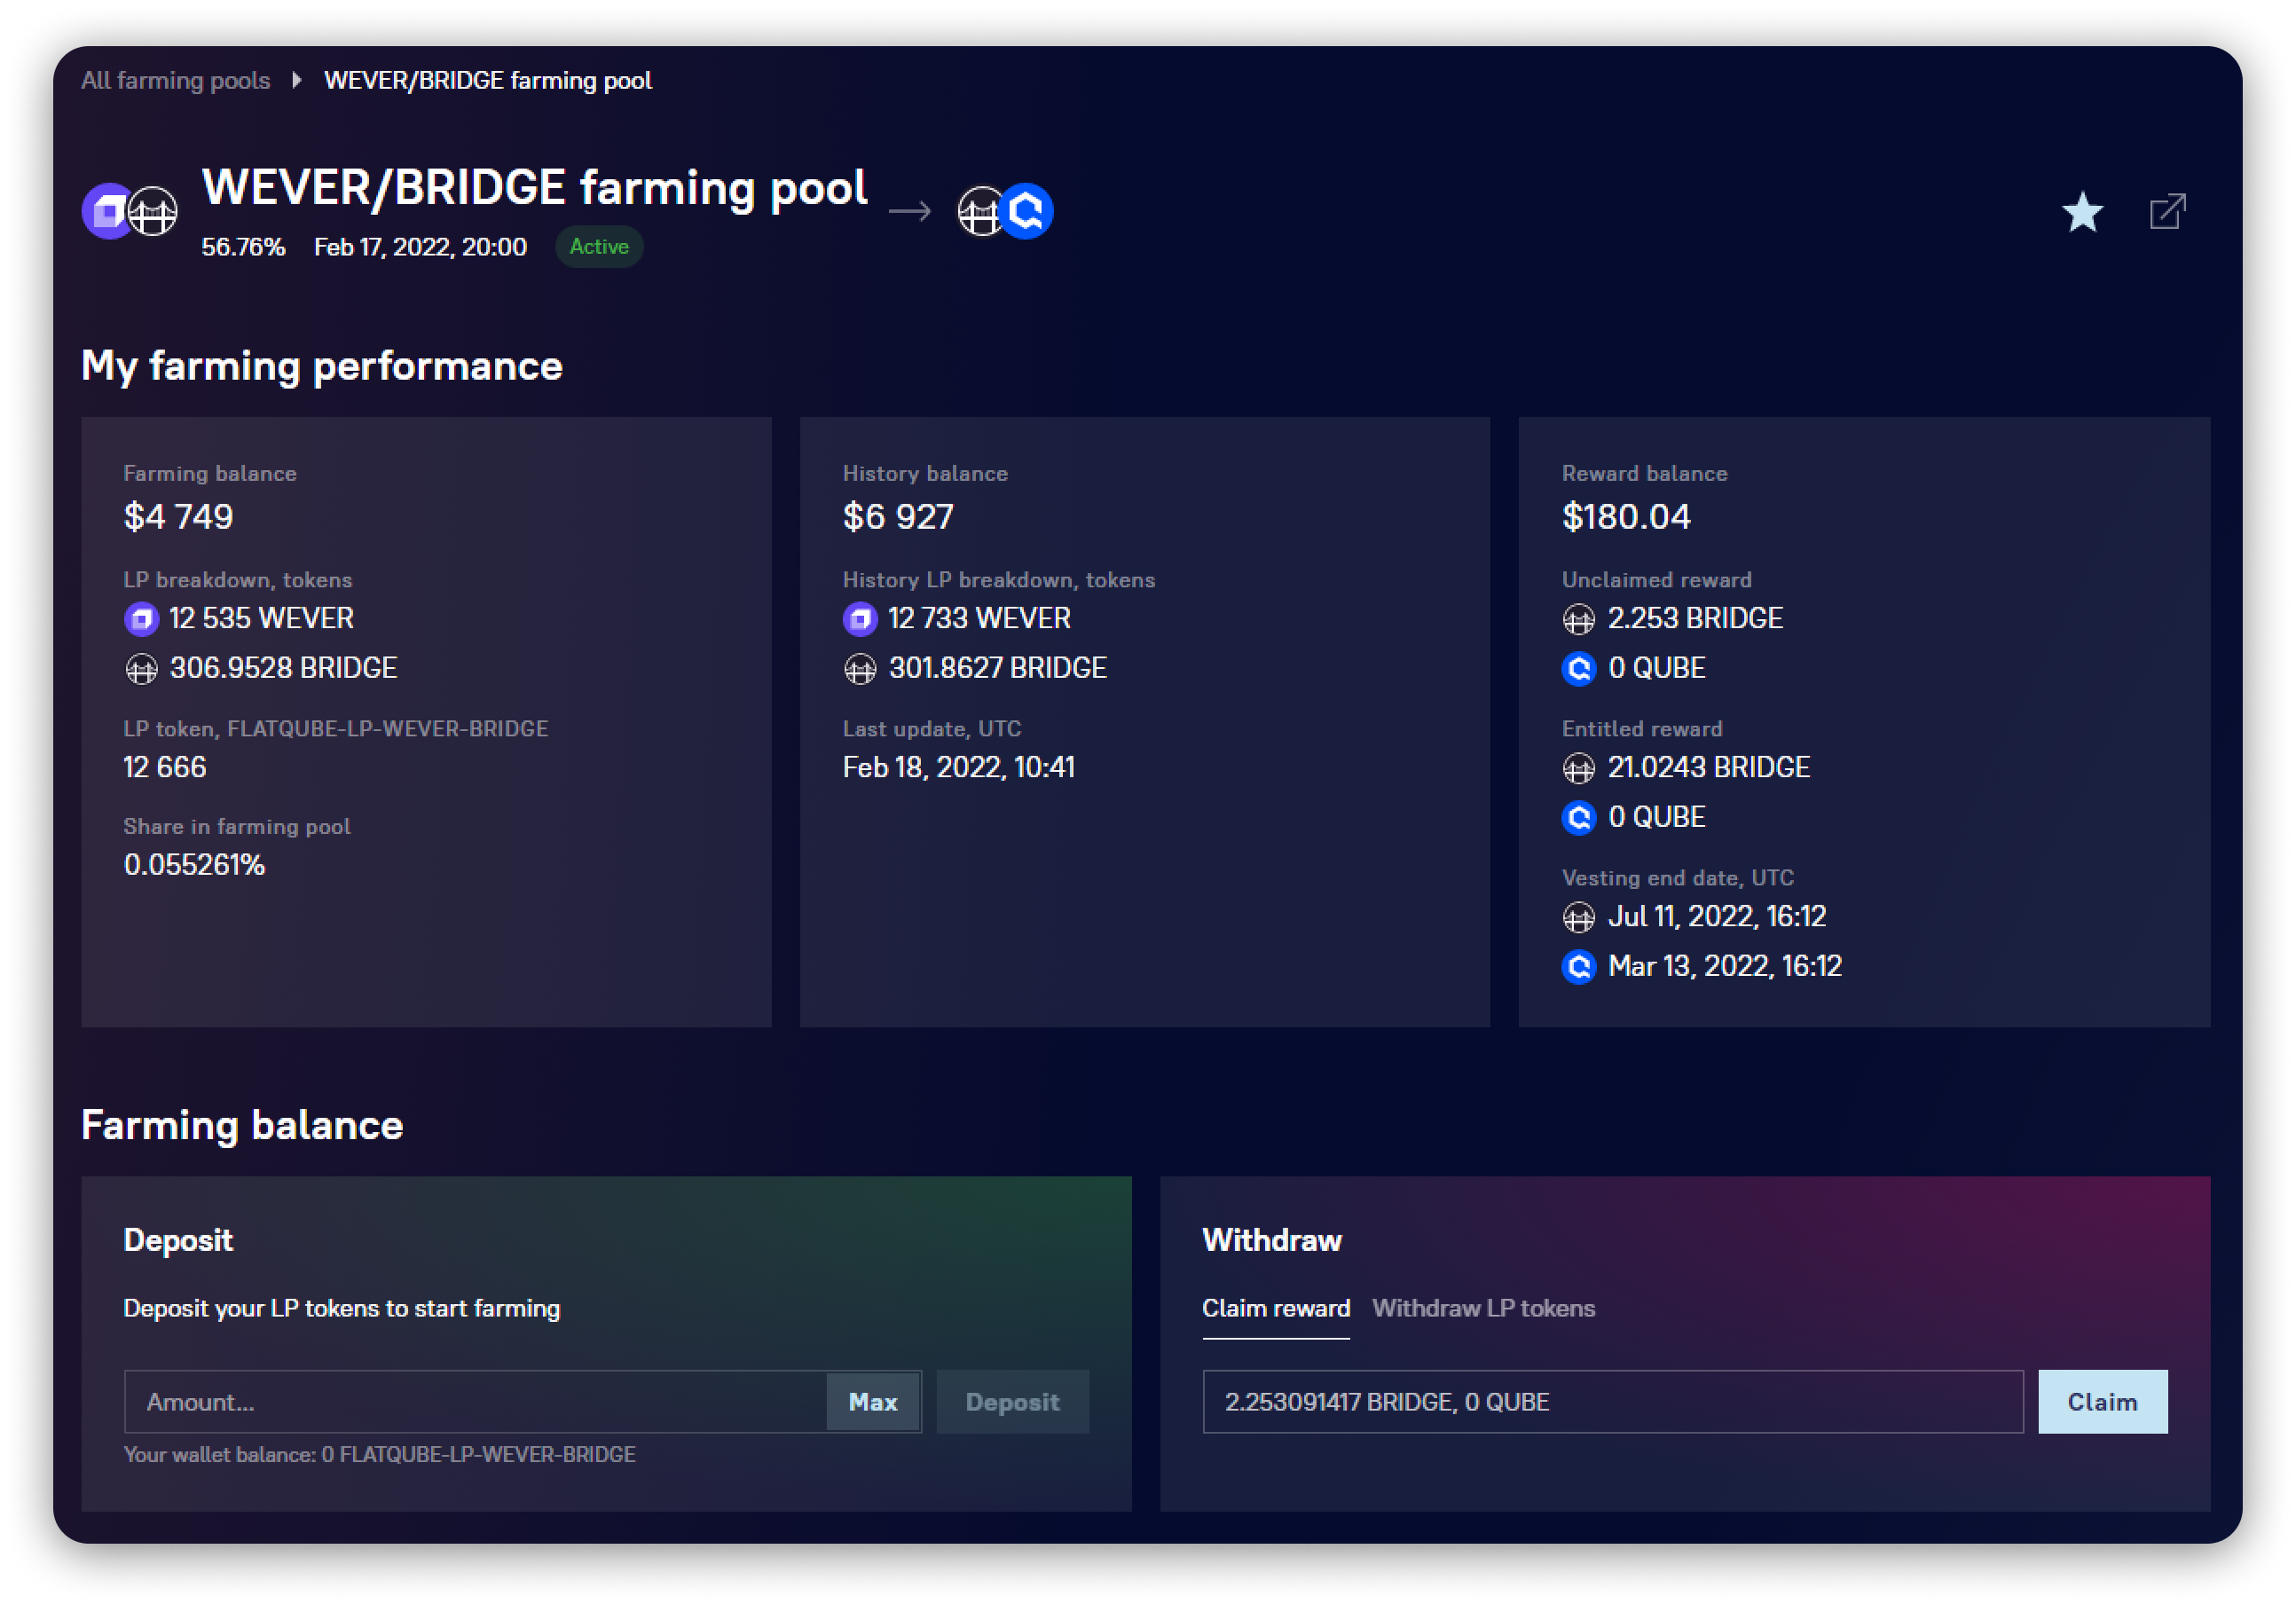 All farming pools WEVER/BRIDGE farming pool
WEVER/BRIDGE farming pool
56.76% Feb 17, 2022, 20:00 Active
My farming performance
Farming balance
$4 749
LP breakdown, tokens
12 535 WEVER
306.9528 BRIDGE
LP token, FLATQUBE-LP-WEVER-BRIDGE
12 666
Share in farming pool
0.055261%
History balance
$6 927
History LP breakdown, tokens
12 733 WEVER
301.8627 BRIDGE
Last update, UTC
Feb 18, 2022, 10:41
Reward balance
$180.04
Unclaimed reward
2.253 BRIDGE
0 QUBE
Entitled reward
21.0243 BRIDGE
0 QUBE
Vesting end date, UTC
Jul 11, 2022, 16:12
Mar 13, 2022, 16:12
Farming balance
Deposit
Deposit your LP tokens to start farming
Amount... Max Deposit
Your wallet balance: 0 FLATQUBE-LP-WEVER-BRIDGE
Withdraw
Claim reward Withdraw LP tokens
2.253091417 BRIDGE, 0 QUBE Claim